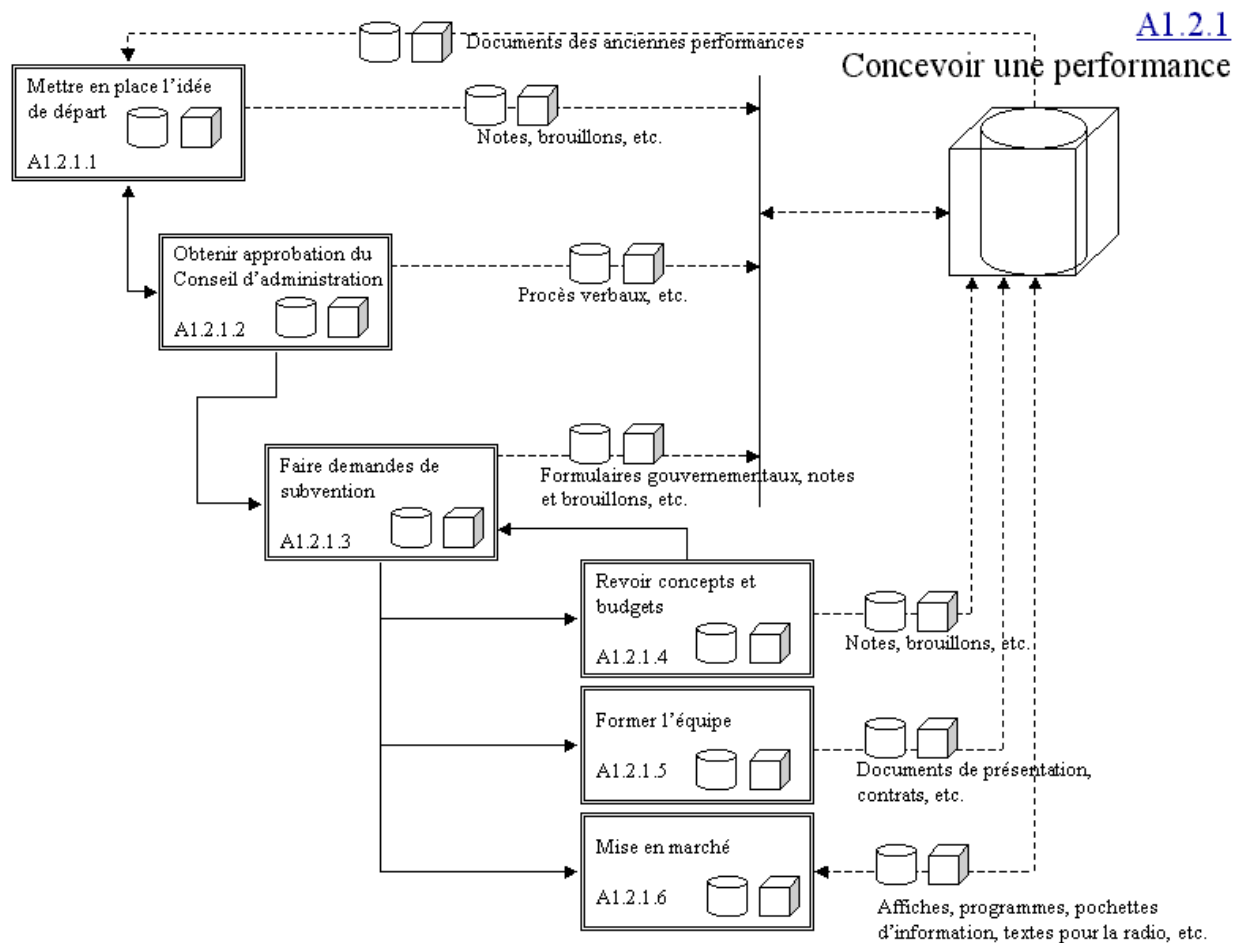 A1.2.1
Concevoir une performance
Documents des anciennes performances
Mettre en place l'idée
de départ
A1.2.1.1
Notes, brouillons, etc.
Obtenir approbation du
Conseil d'administration
A1.2.1.2
Procès verbaux, etc.
Faire demandes de
subvention
A1.2.1.3
Formulaires gouvernementaux, notes
et brouillons, etc.
Revoir concepts et
budgets
A1.2.1.4
Notes, brouillons, etc.
Former l'équipe
A1.2.1.5
Documents de présentation,
contrats, etc.
Mise en marché
A1.2.1.6
Affiches, programmes, pochettes
d'information, textes pour la radio, etc.